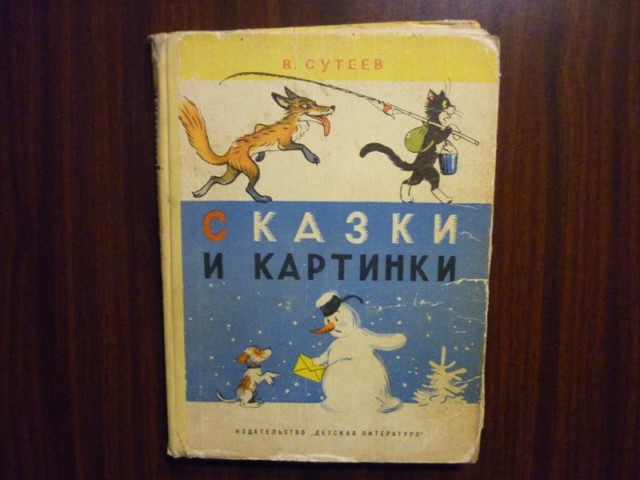 В. СУТЕЕВ
СКАЗКИ
И КАРТИНКИ
ИЗДАТЕЛЬСТВО „ДЕТСКАЯ ЛИТЕРАТУРА"